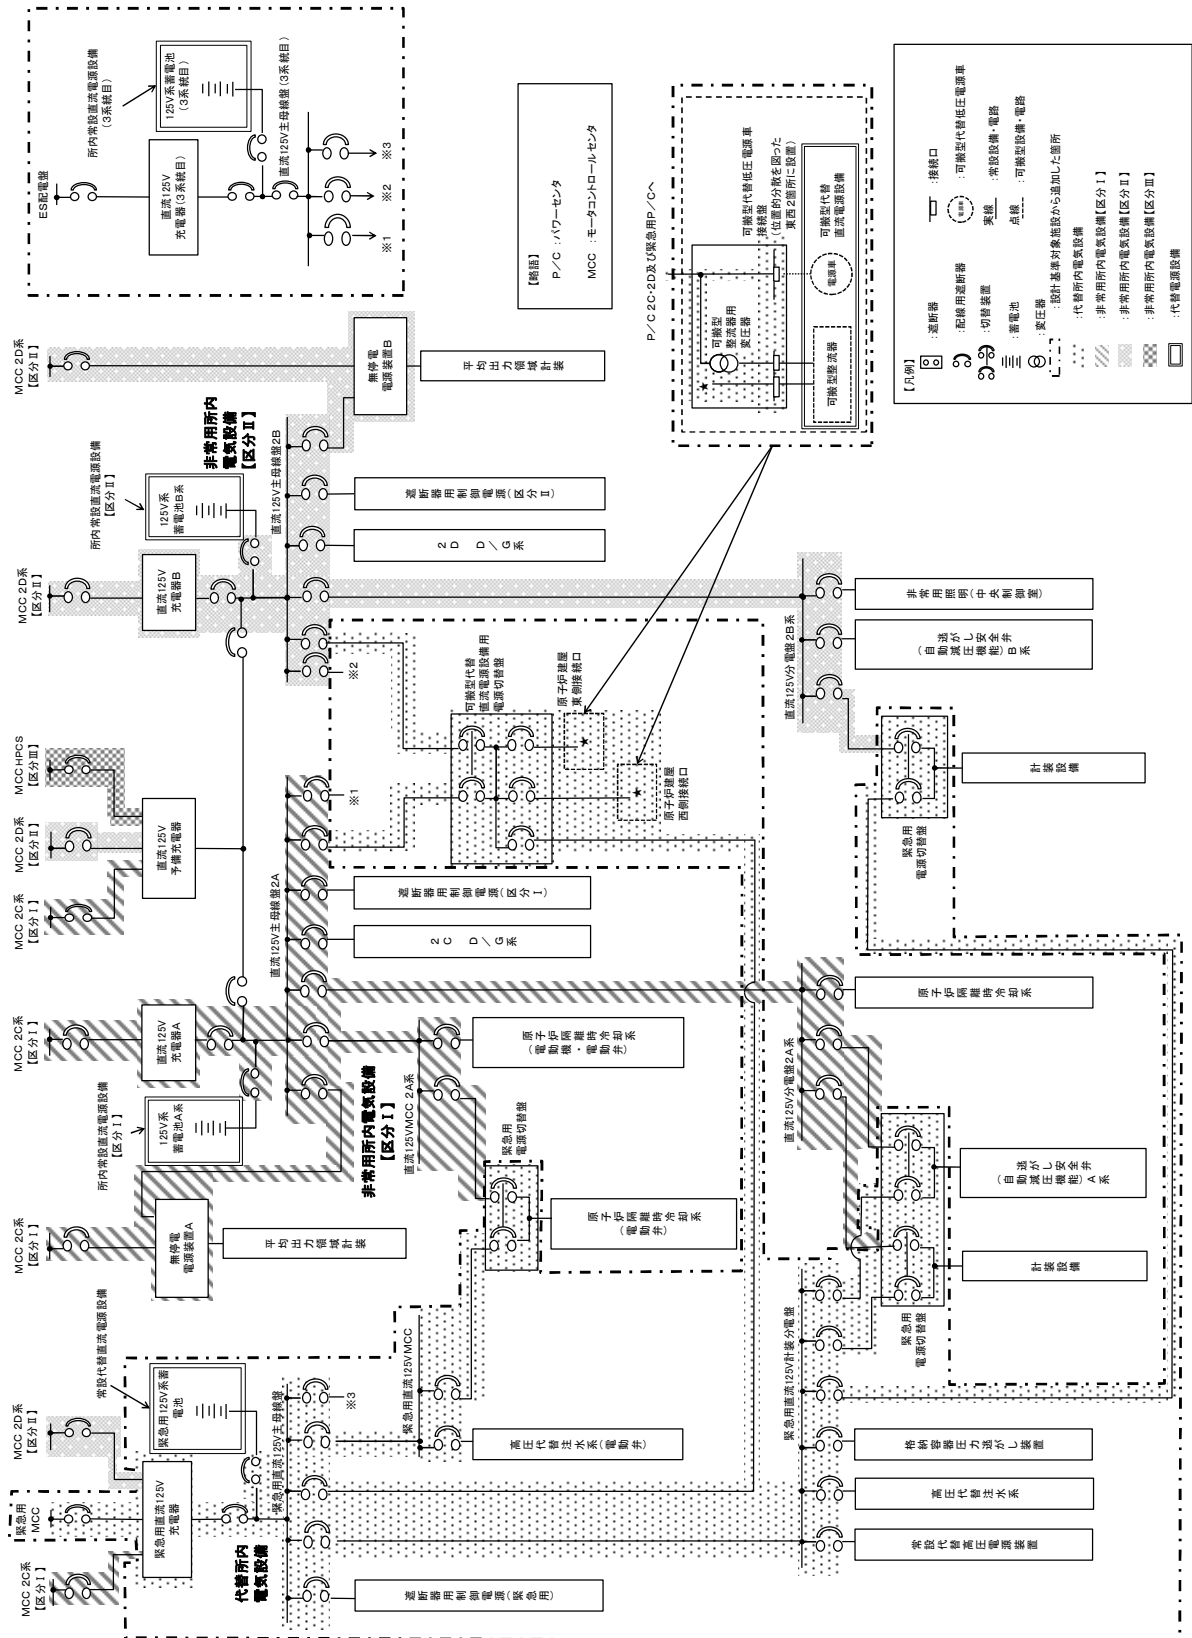 ES配電盤
所内常設直流電源設備
(3系統目)
125V系蓄電池
(3系統目)
直流125V
充電器(3系統目)
直流125V主母線盤(3系統目)
※1
※2
※3
【略語】
P/C :パワーセンタ
MCC :モータコントロールセンタ
P/C 2C・2D及び緊急用P/Cへ
可搬型代替低圧電源車
接続盤
(位置的分散を図った
東西2箇所に設置)
可搬型
整流器用
変圧器
★
可搬型代替
直流電源設備
電源車
可搬型整流器
【凡例】
:遮断器
:配線用遮断器
:切替装置
:蓄電池
:変圧器
:接続口
電源車
:可搬型代替低圧電源車
実線 :常設設備・電路
点線 :可搬型設備・電路
:設計基準対象施設から追加した箇所
:代替所内電気設備
:非常用所内電気設備【区分Ⅰ】
:非常用所内電気設備【区分Ⅱ】
:非常用所内電気設備【区分Ⅲ】
:代替電源設備
MCC 2D系
【区分Ⅱ】
無停電
電源装置B
平均出力領域計装
非常用所内
電気設備
【区分Ⅱ】
所内常設直流電源設備
【区分Ⅱ】
125V系
蓄電池B系
直流125V主母線盤2B
MCC 2D系
【区分Ⅱ】
直流125V
充電器B
遮断器用制御電源(区分Ⅱ)
2D D/G系
※2
直流125V分電盤2B系
非常用照明(中央制御室)
逃がし安全弁
(自動減圧機能)B系
緊急用
電源切替盤
計装設備
可搬型代替
直流電源設備用
電源切替盤
原子炉建屋
東側接続口
★
原子炉建屋
西側接続口
★
MCC HPCS
【区分Ⅲ】
MCC 2D系
【区分Ⅱ】
MCC 2C系
【区分Ⅰ】
直流125V
予備充電器
直流125V主母線盤2A
※1
遮断器用制御電源(区分Ⅰ)
2C D/G系
MCC 2C系
【区分Ⅰ】
直流125V
充電器A
所内常設直流電源設備
【区分Ⅰ】
125V系
蓄電池A系
非常用所内電気設備
【区分Ⅰ】
直流125VMCC 2A系
原子炉隔離時冷却系
(電動機・電動弁)
緊急用
電源切替盤
原子炉隔離時冷却系
(電動弁)
MCC 2C系
【区分Ⅰ】
無停電
電源装置A
平均出力領域計装
直流125V分電盤2A系
原子炉隔離時冷却系
逃がし安全弁
(自動減圧機能)A系
計装設備
緊急用
電源切替盤
常設代替直流電源設備
緊急用125V系蓄
電池
MCC 2D系
【区分Ⅱ】
緊急用
MCC
MCC 2C系
【区分Ⅰ】
緊急用直流125V
充電器
代替所内
電気設備
緊急用直流125V主母線盤
※3
緊急用直流125VMCC
高圧代替注水系(電動弁)
遮断器用制御電源(緊急用)
緊急用直流125V計装分電盤
格納容器圧力逃がし装置
高圧代替注水系
常設代替高圧電源装置